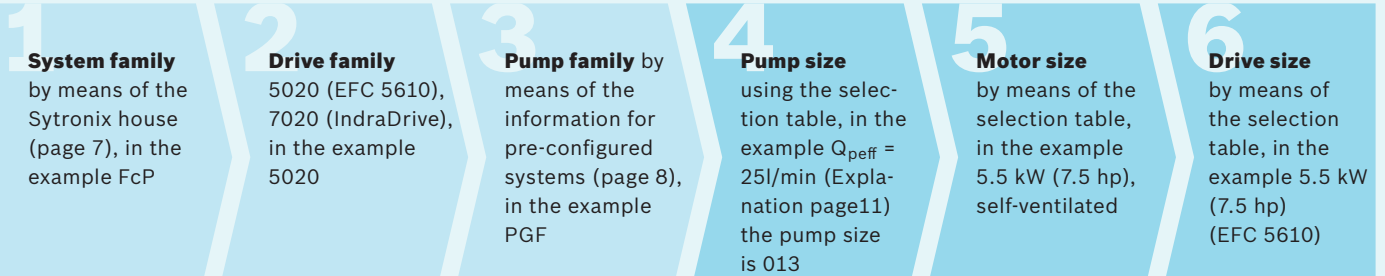 1
System family
by means of the
Sytronix house
(page 7), in the
example FcP
2
Drive family
5020 (EFC 5610),
7020 (IndraDrive),
in the example
5020
3
Pump family by
means of the
information for
pre-configured
systems (page 8),
in the example
PGF
4
Pump size
using the selec-
tion table, in the
example Qpeff =
25l/min (Expla-
nation page11)
the pump size
is 013
5
Motor size
by means of the
selection table,
in the example
5.5 kW (7.5 hp),
self-ventilated
6
Drive size
by means of
the selection
table, in the
example 5.5 kW
(7.5 hp)
(EFC 5610)